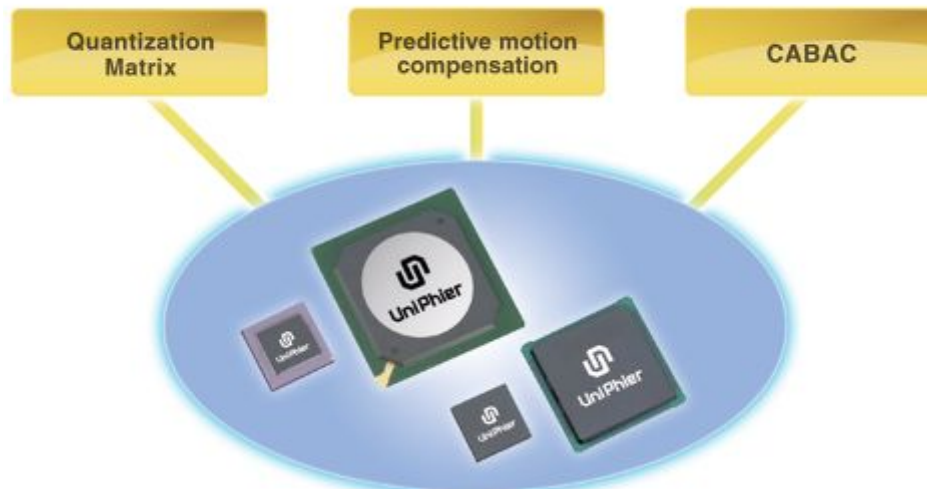 Quantization
Matrix
Predictive motion
compensation
CABAC
UniPhier
UniPhier
UniPhier
UniPhier